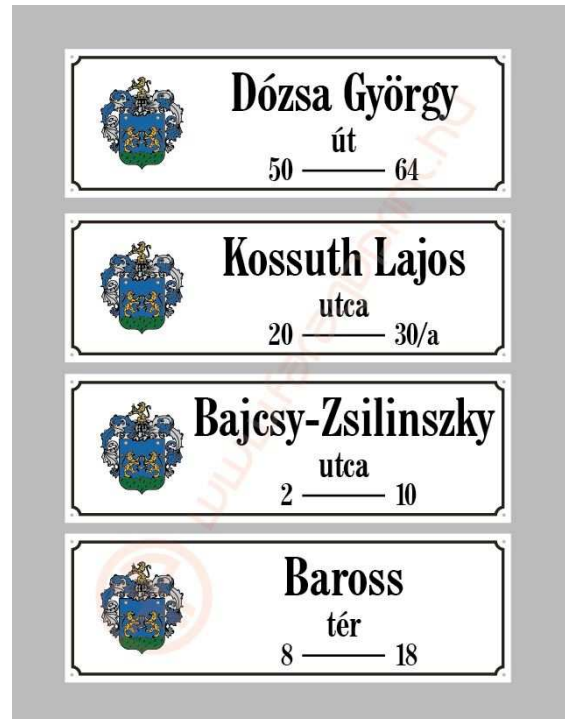 Dózsa György
út
50 —— 64
Kossuth Lajos
utca
20 —— 30/a
Bajcsy-Zsilinszky
utca
2 —— 10
Baross
tér
8 —— 18